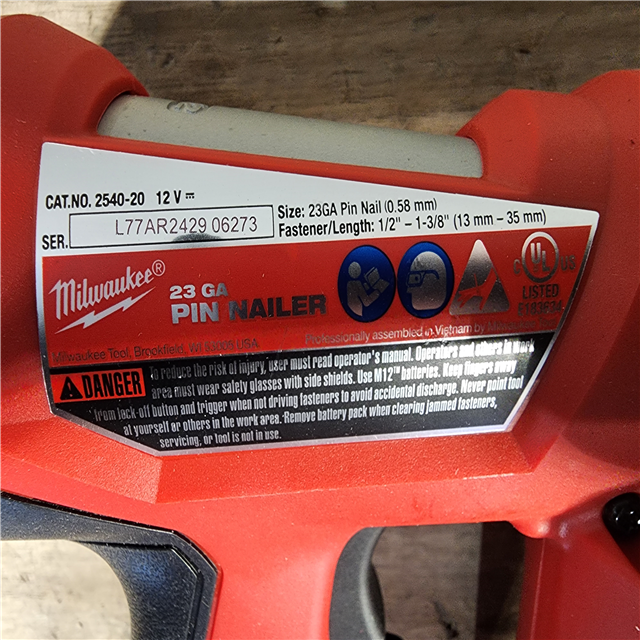 CAT.NO. 2540-20 12 V
SER. L77AR2429 06273
Size: 23GA Pin Nail (0.58 mm)
Fastener/Length: 1/2" – 1-3/8" (13 mm – 35 mm)
Milwaukee®
23 GA
PIN NAILER
C UL US
LISTED
Professionally assembled in Vietnam by
Milwaukee Tool, Brookfield, WI 53005 USA
DANGER
To reduce the risk of injury, user must read operator's manual. Operators and others in work
area must wear safety glasses with side shields. Use M12™ batteries. Keep fingers away
from lock-off button and trigger when not driving fasteners to avoid accidental discharge. Never point tool
at yourself or others in the work area. Remove battery pack when clearing jammed fasteners,
servicing, or tool is not in use.